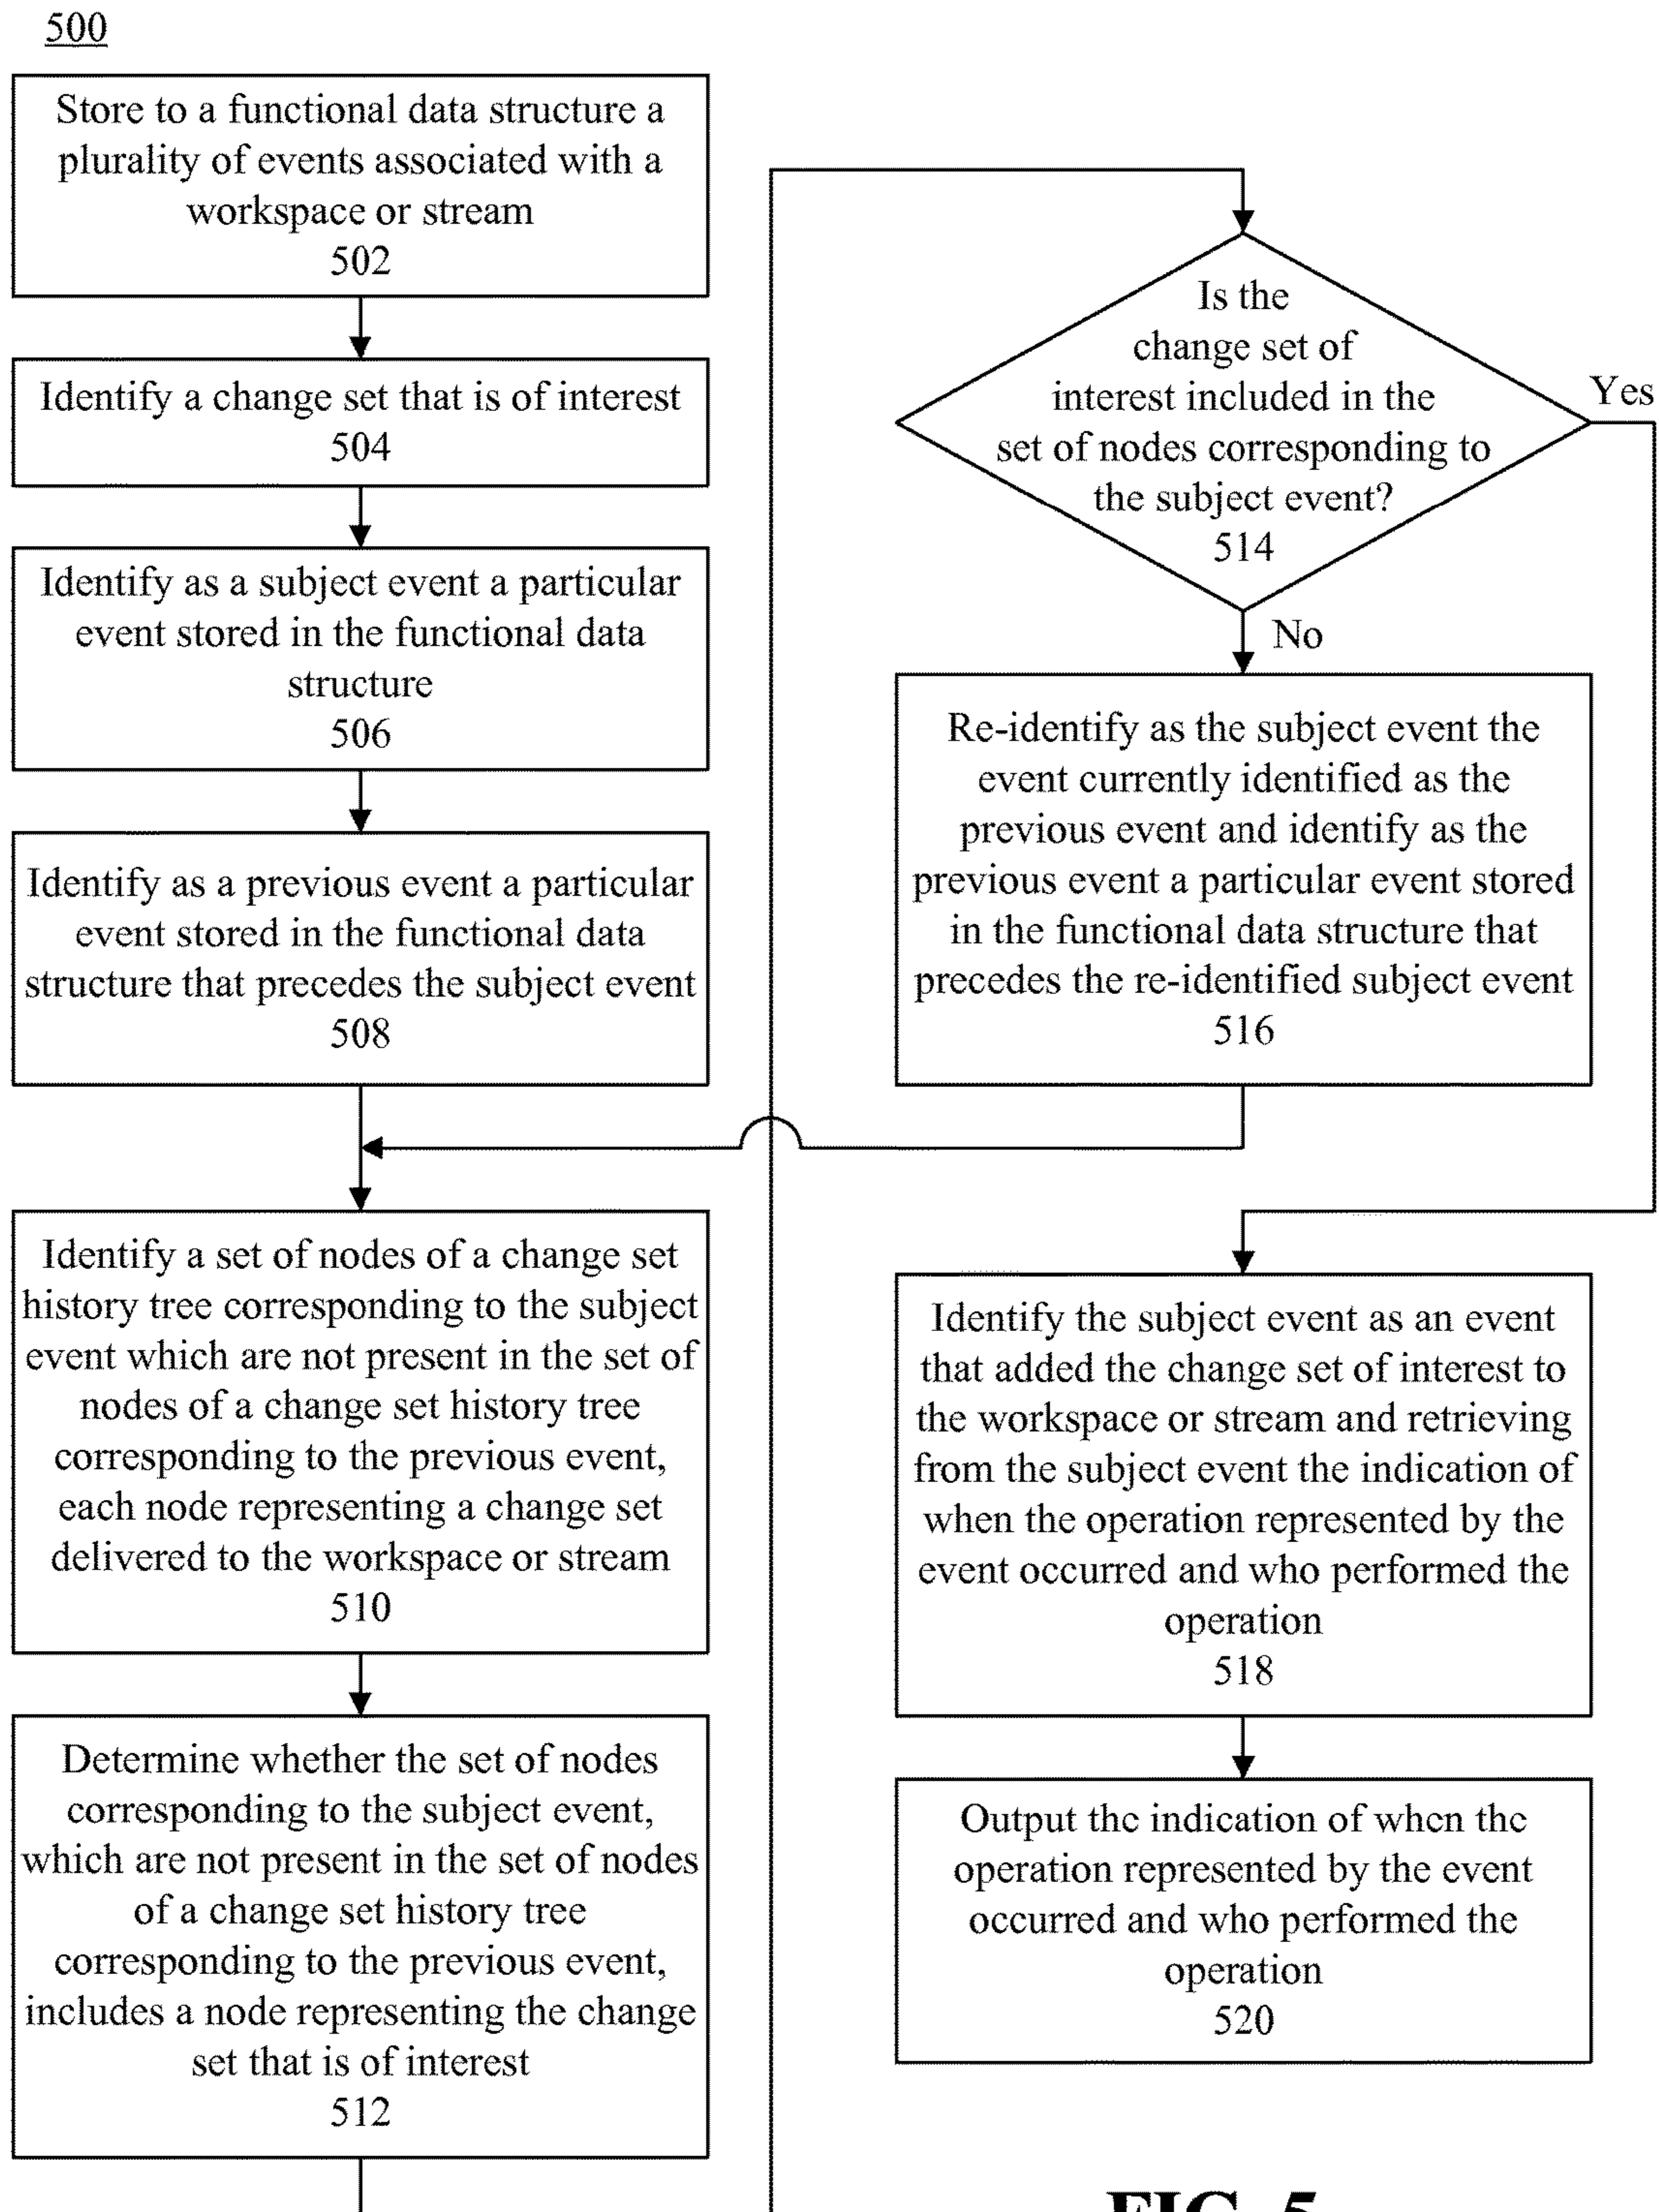 500
Store to a functional data structure a
plurality of events associated with a
workspace or stream
502
Identify a change set that is of interest
504
Identify as a subject event a particular
event stored in the functional data
structure
506
Identify as a previous event a particular
event stored in the functional data
structure that precedes the subject event
508
Identify a set of nodes of a change set
history tree corresponding to the subject
event which are not present in the set of
nodes of a change set history tree
corresponding to the previous event,
each node representing a change set
delivered to the workspace or stream
510
Determine whether the set of nodes
corresponding to the subject event,
which are not present in the set of nodes
of a change set history tree
corresponding to the previous event,
includes a node representing the change
set that is of interest
512
Is the
change set of
interest included in the
set of nodes corresponding to
the subject event?
514
Yes
No
Re-identify as the subject event the
event currently identified as the
previous event and identify as the
previous event a particular event stored
in the functional data structure that
precedes the re-identified subject event
516
Identify the subject event as an event
that added the change set of interest to
the workspace or stream and retrieving
from the subject event the indication of
when the operation represented by the
event occurred and who performed the
operation
518
Output the indication of when the
operation represented by the event
occurred and who performed the
operation
520
FIG. 5